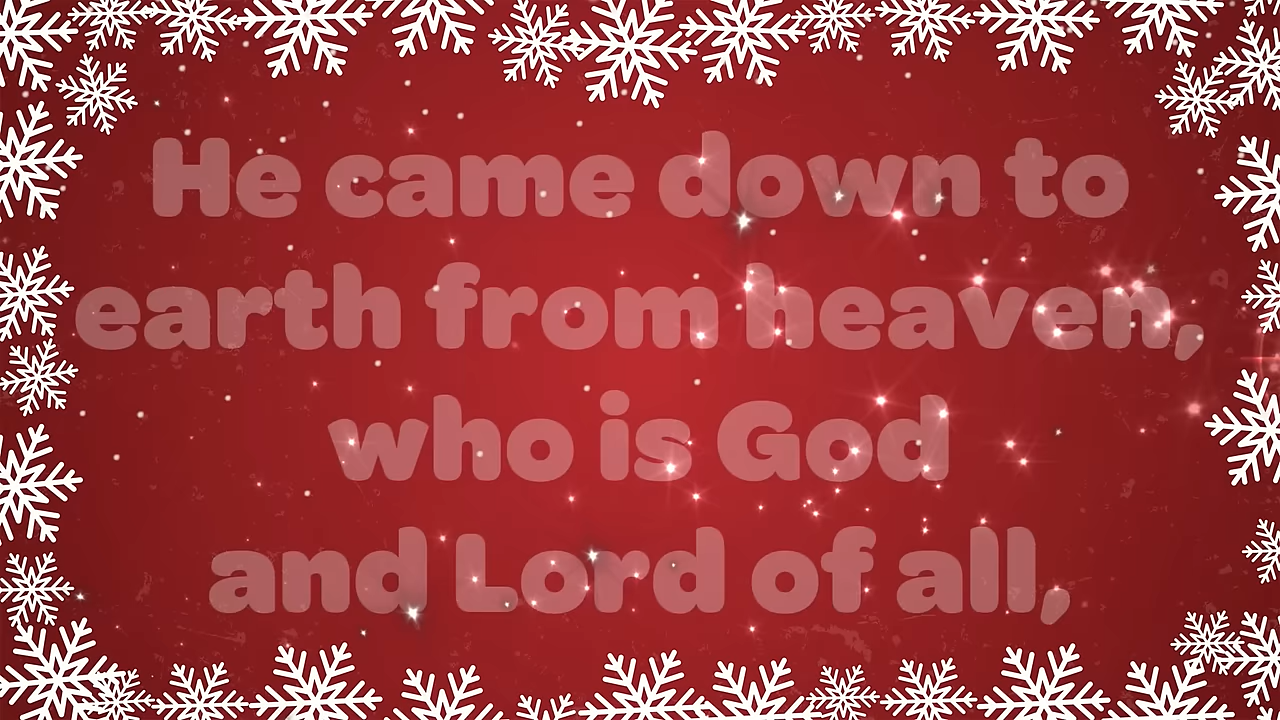 He came down to
earth from heaven,
who is God
and Lord of all,